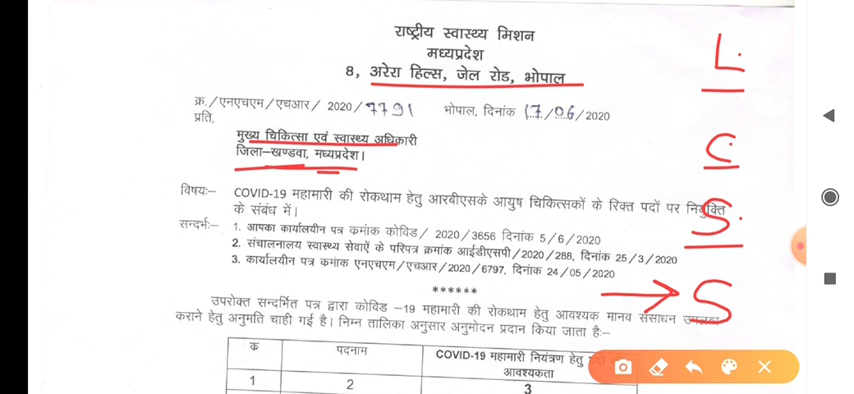 राष्ट्रीय स्वास्थ्य मिशन
मध्यप्रदेश
8, अरेरा हिल्स, जेल रोड, भोपाल
क्र./एनएचएम/एचआर/ 2020/7791 भोपाल, दिनांक 17/06/2020
प्रति,
मुख्य चिकित्सा एवं स्वास्थ्य अधिकारी
जिला–खण्डवा, मध्यप्रदेश।
विषयः– COVID-19 महामारी की रोकथाम हेतु आरबीएसके आयुष चिकित्सकों के रिक्त पदों पर नियुक्ति
के संबंध में।
सन्दर्भः– 1. आपका कार्यालयीन पत्र कमांक कोविड/ 2020/3656 दिनांक 5/6/2020
2. संचालनालय स्वास्थ्य सेवाऐं के परिपत्र क्रमांक आईडीएसपी/2020/288, दिनांक 25/3/2020
3. कार्यालयीन पत्र कमांक एनएचएम/एचआर/2020/6797, दिनांक 24/05/2020
******
उपरोक्त सन्दर्भित पत्र द्वारा कोविड –19 महामारी की रोकथाम हेतु आवश्यक मानव संसाधन
कराने हेतु अनुमति चाही गई है। निम्न तालिका अनुसार अनुमोदन प्रदान किया जाता हैः–
क पदनाम COVID-19 महामारी नियंत्रण हेतु
आवश्यकता
1 2 3
L.
C.
S.
S